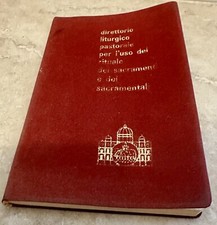 direttorio
liturgico
pastorale
per l'uso del
rituale
dei sacramenti
e dei
sacramentali